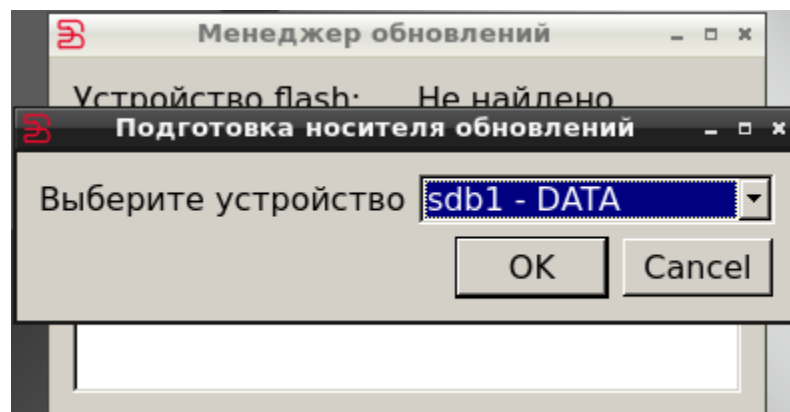 Менеджер обновлений
Устройство flash: Не найдено
Подготовка носителя обновлений
Выберите устройство sdb1 - DATA
OK Cancel